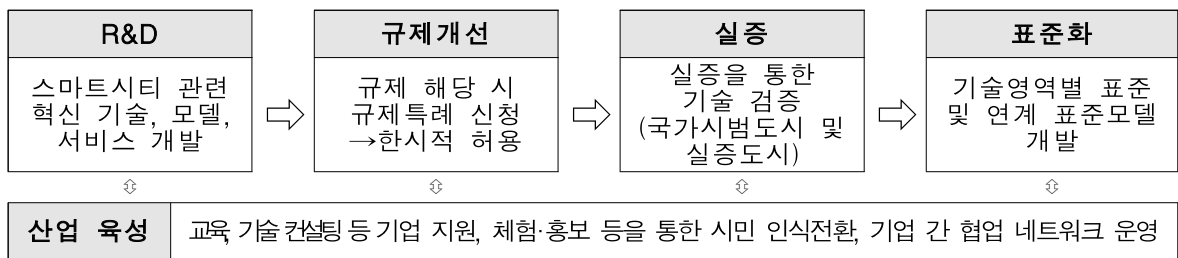 R&D
스마트시티 관련
혁신 기술, 모델,
서비스 개발
규제개선
규제 해당 시
규제특례 신청
→한시적 허용
실증
실증을 통한
기술 검증
(국가시범도시 및
실증도시)
표준화
기술영역별 표준
및 연계 표준모델
개발
산업 육성
교육, 기술 컨설팅 등 기업 지원, 체험·홍보 등을 통한 시민 인식전환, 기업 간 협업 네트워크 운영